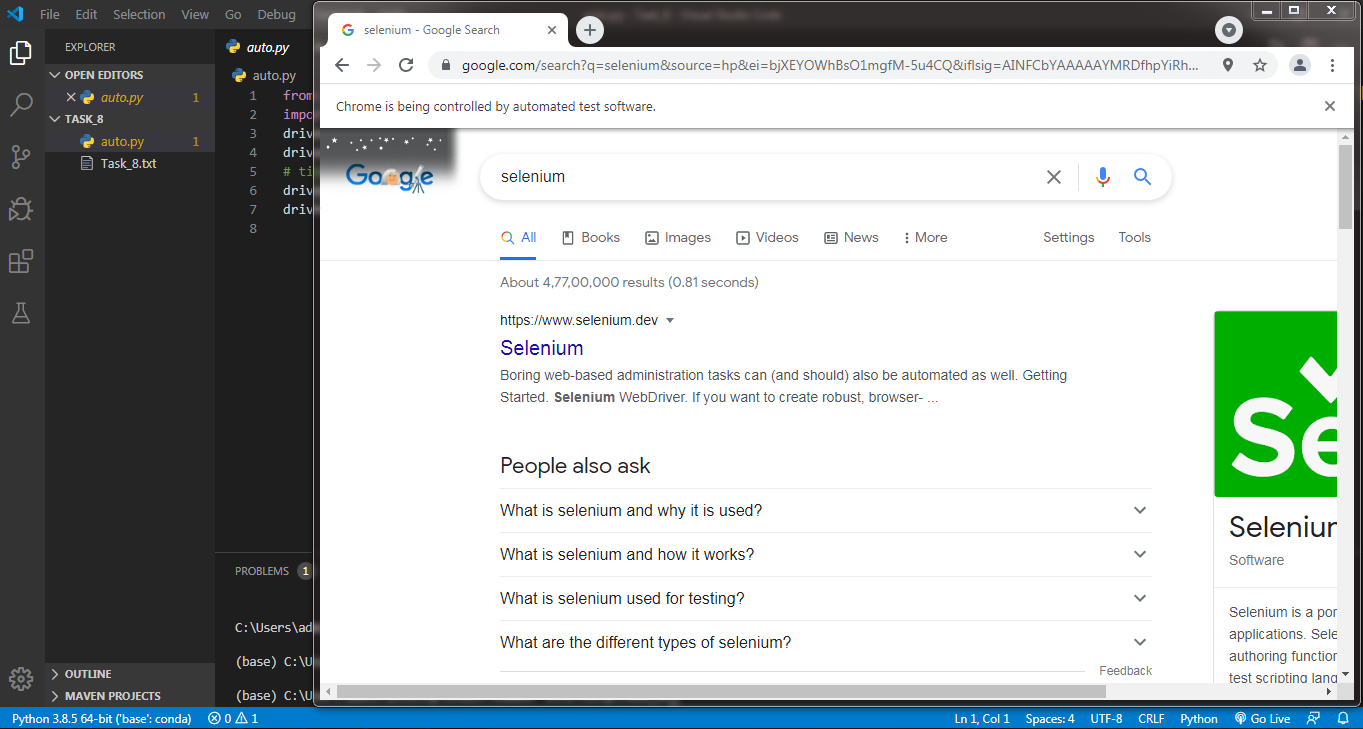 File Edit Selection View Go Debug
EXPLORER
OPEN EDITORS
auto.py 1
TASK_8
auto.py 1
Task_8.txt
OUTLINE
MAVEN PROJECTS
auto.py
auto.py
1 from
2 impo
3 driv
4 driv
5 # ti
6 driv
7 driv
8
PROBLEMS 1
C:\Users\ad
(base) C:\U
(base) C:\U
selenium - Google Search
google.com/search?q=selenium&source=hp&ei=bjXEYOWhBsO1mgfM-5u4CQ&iflsig=AINFCbYAAAAAYMRDfhpYiRh...
Chrome is being controlled by automated test software.
Google
selenium
All Books Images Videos News More Settings Tools
About 4,77,00,000 results (0.81 seconds)
https://www.selenium.dev
Selenium
Boring web-based administration tasks can (and should) also be automated as well. Getting
Started. Selenium WebDriver. If you want to create robust, browser- ...
People also ask
What is selenium and why it is used?
What is selenium and how it works?
What is selenium used for testing?
What are the different types of selenium?
Feedback
Se
Selenium
Software
Selenium is a por
applications. Sele
authoring function
test scripting lang
Python 3.8.5 64-bit ('base': conda) 0 1 Ln 1, Col 1 Spaces: 4 UTF-8 CRLF Python Go Live